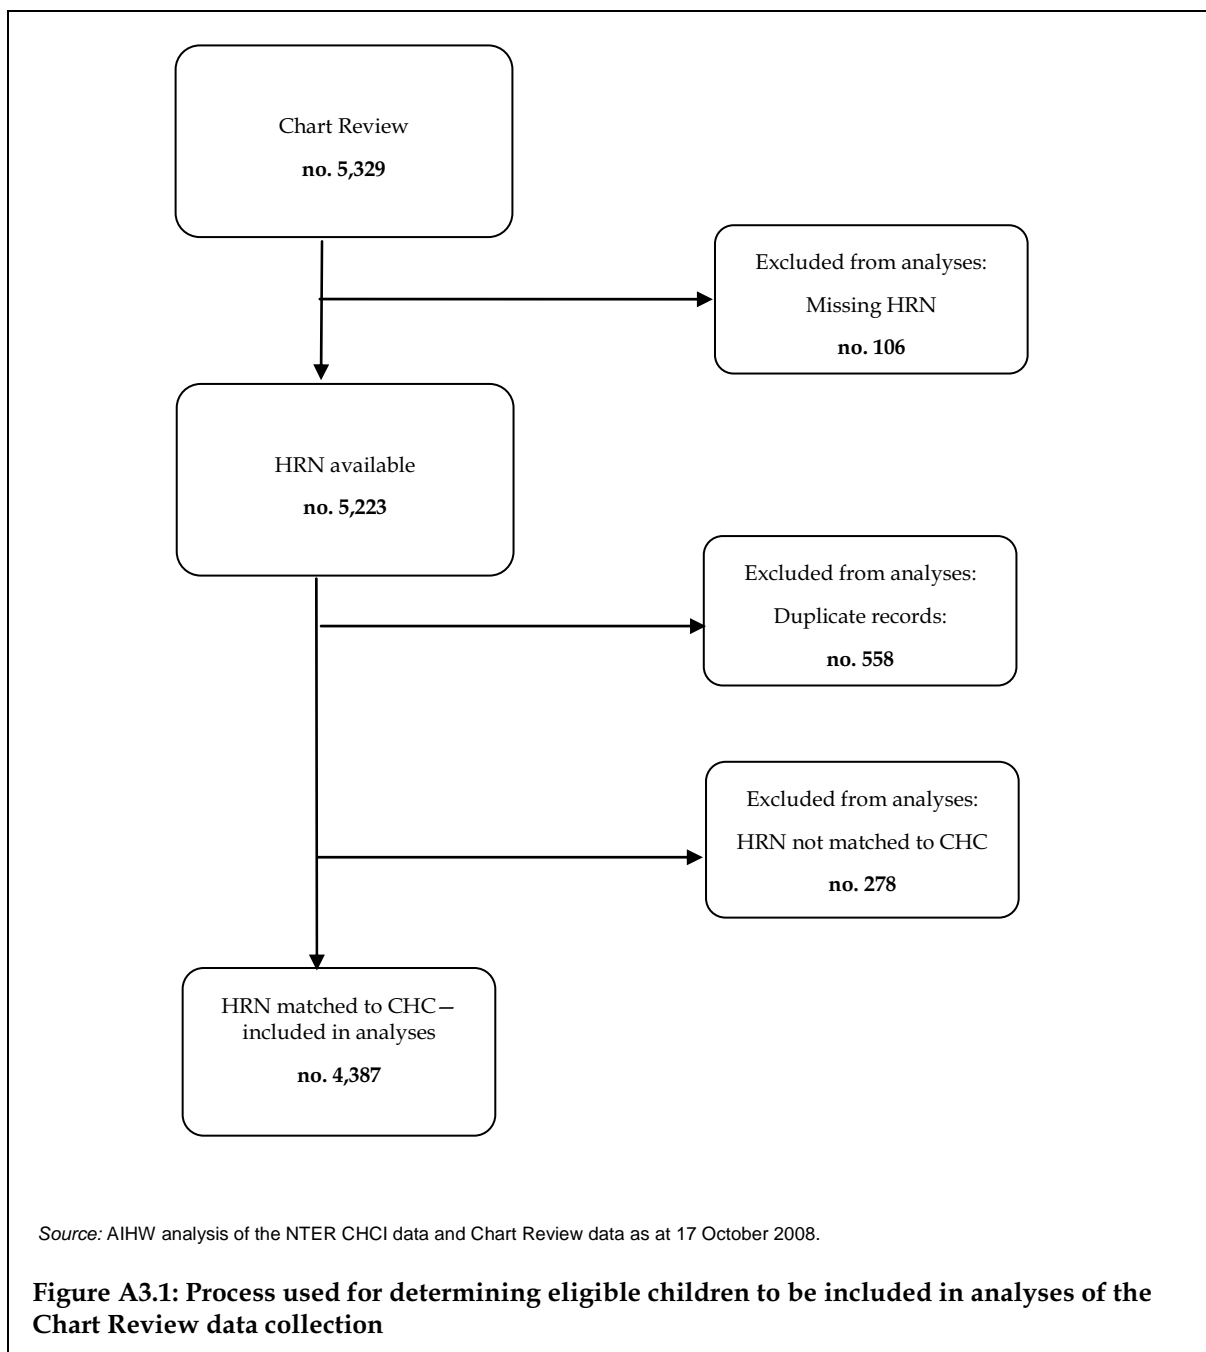 Chart Review
no. 5,329
Excluded from analyses:
Missing HRN
no. 106
HRN available
no. 5,223
Excluded from analyses:
Duplicate records:
no. 558
Excluded from analyses:
HRN not matched to CHC
no. 278
HRN matched to CHC—
included in analyses
no. 4,387
Source: AIHW analysis of the NTER CHCI data and Chart Review data as at 17 October 2008.
Figure A3.1: Process used for determining eligible children to be included in analyses of the
Chart Review data collection